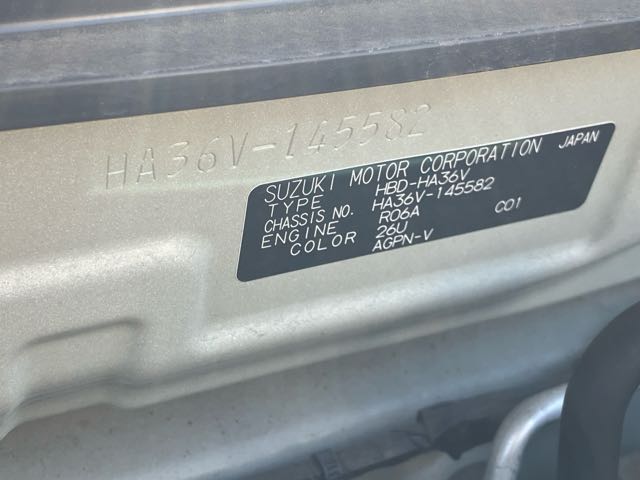 HA36V-145582
SUZUKI MOTOR CORPORATION JAPAN
TYPE HBD-HA36V
CHASSIS NO. HA36V-145582
ENGINE R06A C01
COLOR 26U
AGPN-V